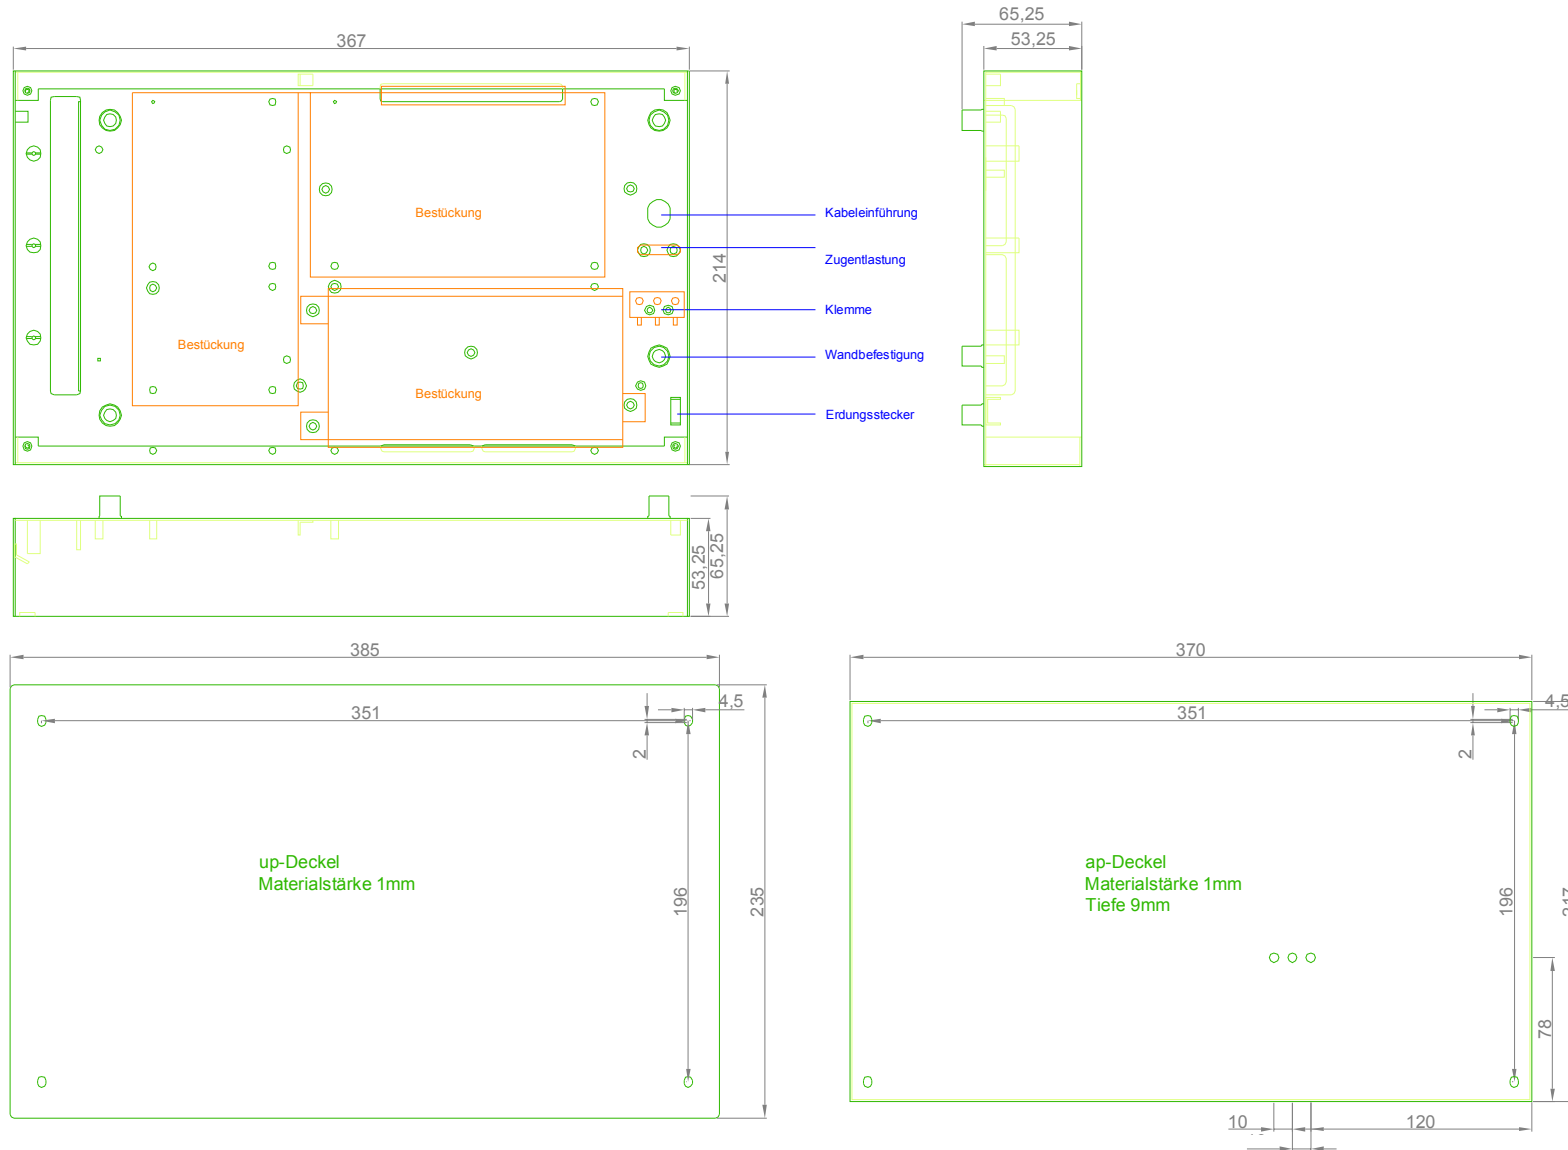 65,25
367
53,25
Bestückung
Kabeleinführung
Zugentlastung
214
Klemme
Bestückung
Wandbefestigung
Bestückung
Erdungsstecker
53,25
65,25
385
370
351
4,5
351
4,5
2
2
up-Deckel
Materialstärke 1mm
ap-Deckel
Materialstärke 1mm
Tiefe 9mm
196
235
196
78
10
120